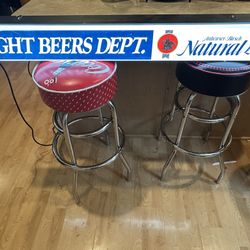 GHT BEERS DEPT.
Anheuser-Busch
Natural